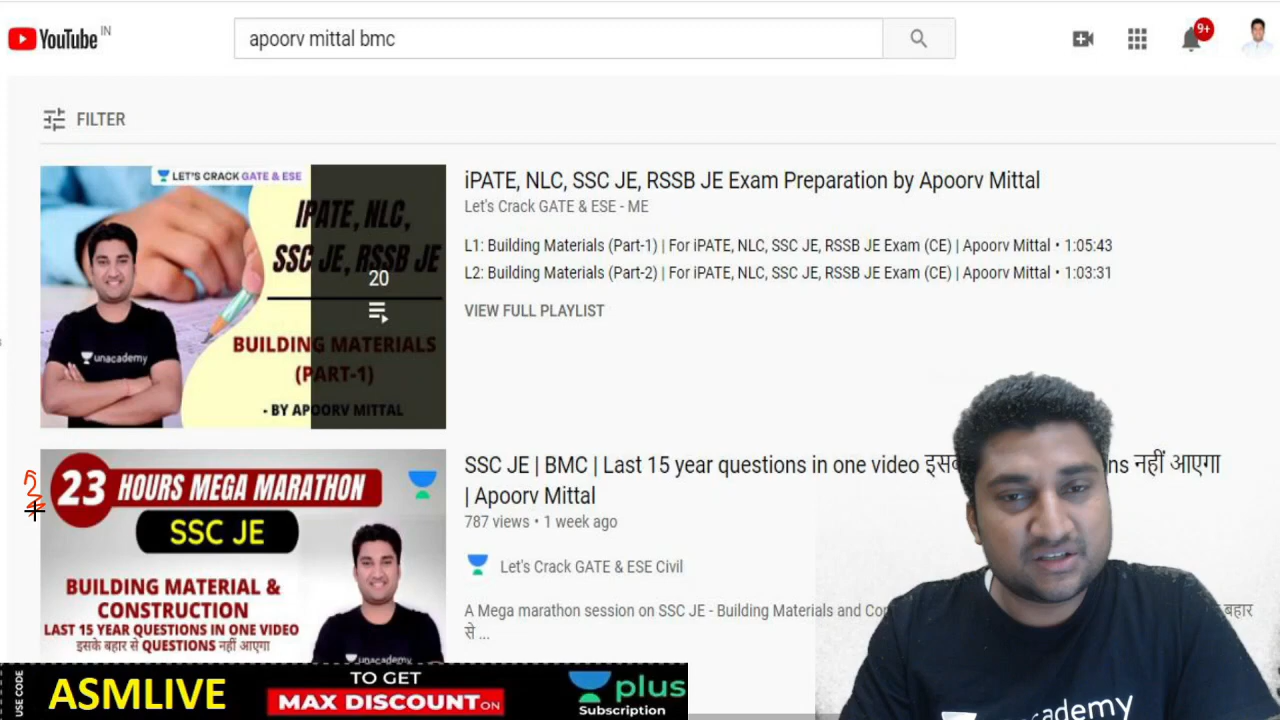 YouTube IN
apoorv mittal bmc
9+
FILTER
LET'S CRACK GATE & ESE
IPATE, NLC,
SSC JE, RSSB JE
20
BUILDING MATERIALS
(PART-1)
- BY APOORV MITTAL
unacademy
iPATE, NLC, SSC JE, RSSB JE Exam Preparation by Apoorv Mittal
Let's Crack GATE & ESE - ME
L1: Building Materials (Part-1) | For iPATE, NLC, SSC JE, RSSB JE Exam (CE) | Apoorv Mittal • 1:05:43
L2: Building Materials (Part-2) | For iPATE, NLC, SSC JE, RSSB JE Exam (CE) | Apoorv Mittal • 1:03:31
VIEW FULL PLAYLIST
23 HOURS MEGA MARATHON
SSC JE
BUILDING MATERIAL &
CONSTRUCTION
LAST 15 YEAR QUESTIONS IN ONE VIDEO
इसके बहार से QUESTIONS नहीं आएगा
unacademy
SSC JE | BMC | Last 15 year questions in one video नहीं आएगा
| Apoorv Mittal
787 views • 1 week ago
Let's Crack GATE & ESE Civil
A Mega marathon session on SSC JE - Building Materials and बहार
से ...
USE CODE
ASMLIVE
TO GET
MAX DISCOUNT ON
plus
Subscription